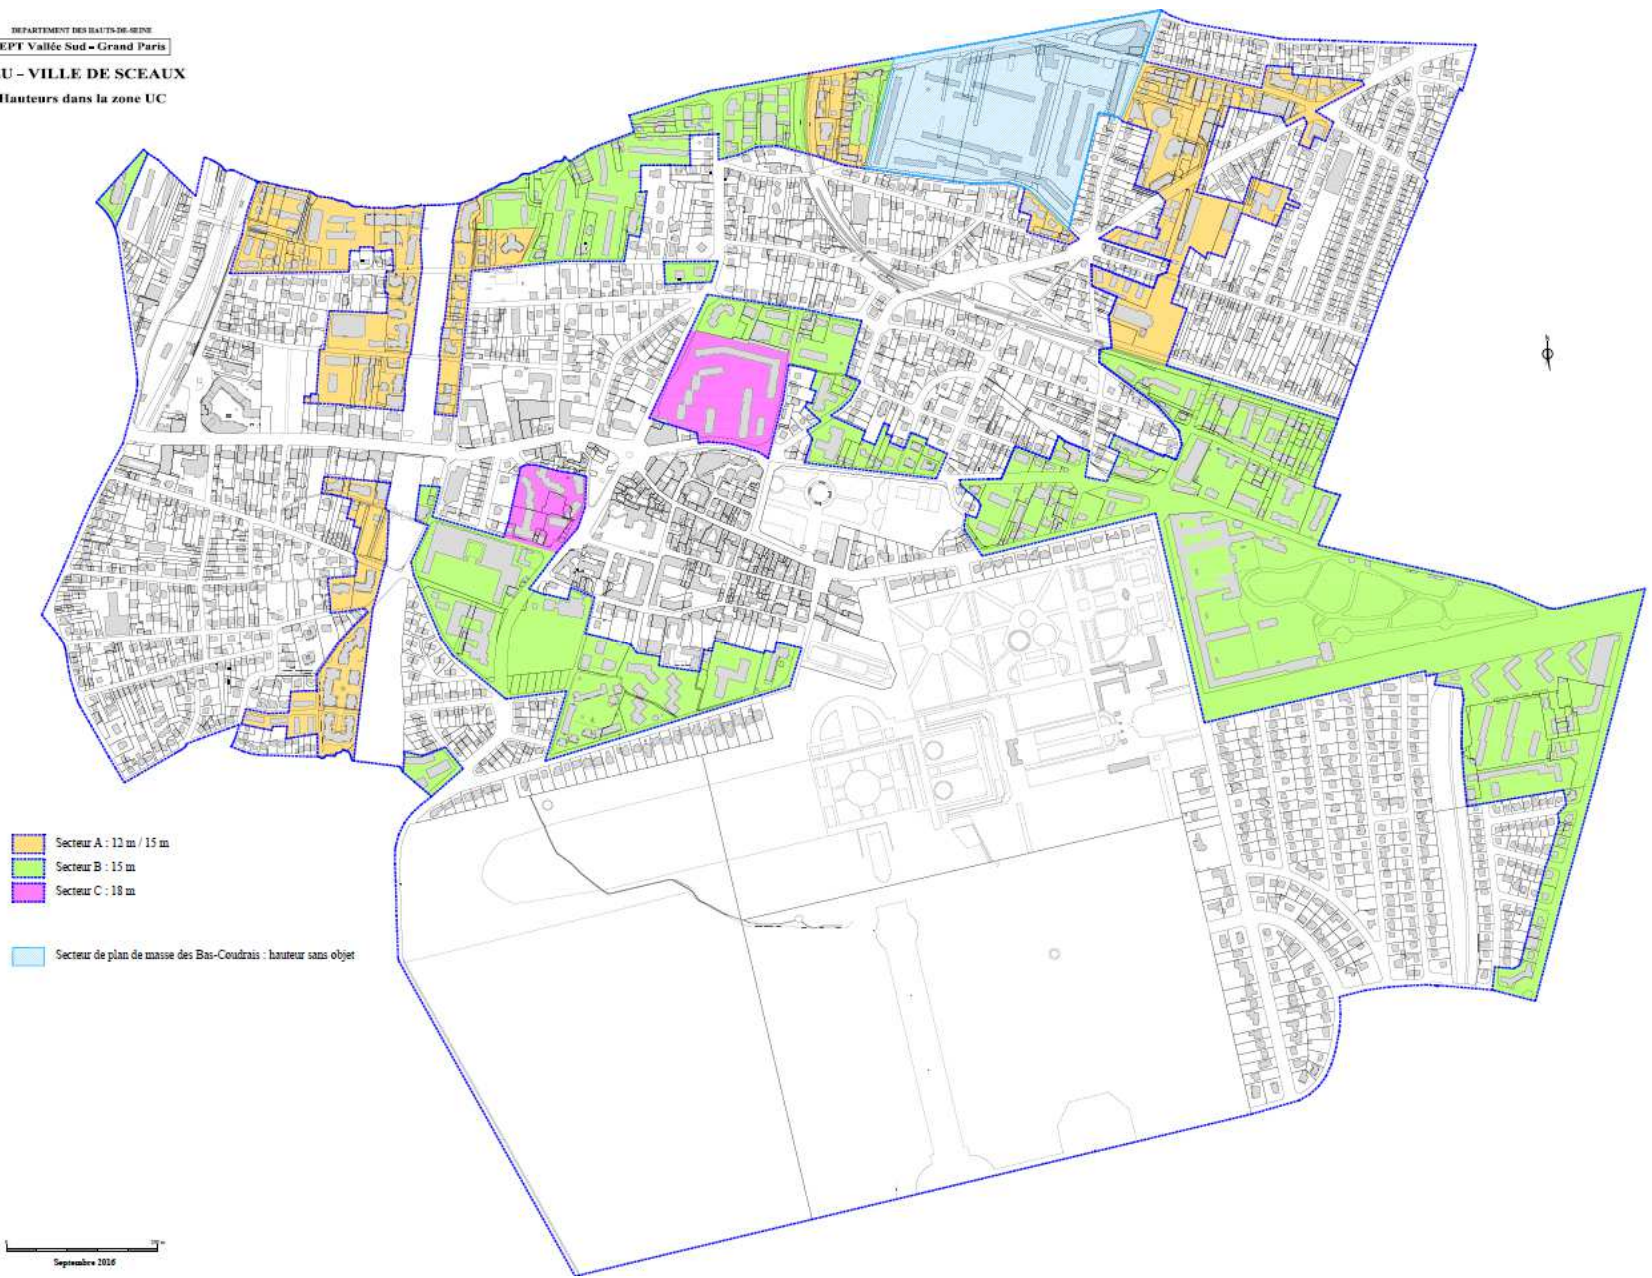 DEPARTEMENT DES HAUTS-DE-SEINE
EPT Vallée Sud – Grand Paris
U – VILLE DE SCEAUX
Hauteurs dans la zone UC
Secteur A : 12 m / 15 m
Secteur B : 15 m
Secteur C : 18 m
Secteur de plan de masse des Bas-Coudrais : hauteur sans objet
Septembre 2016